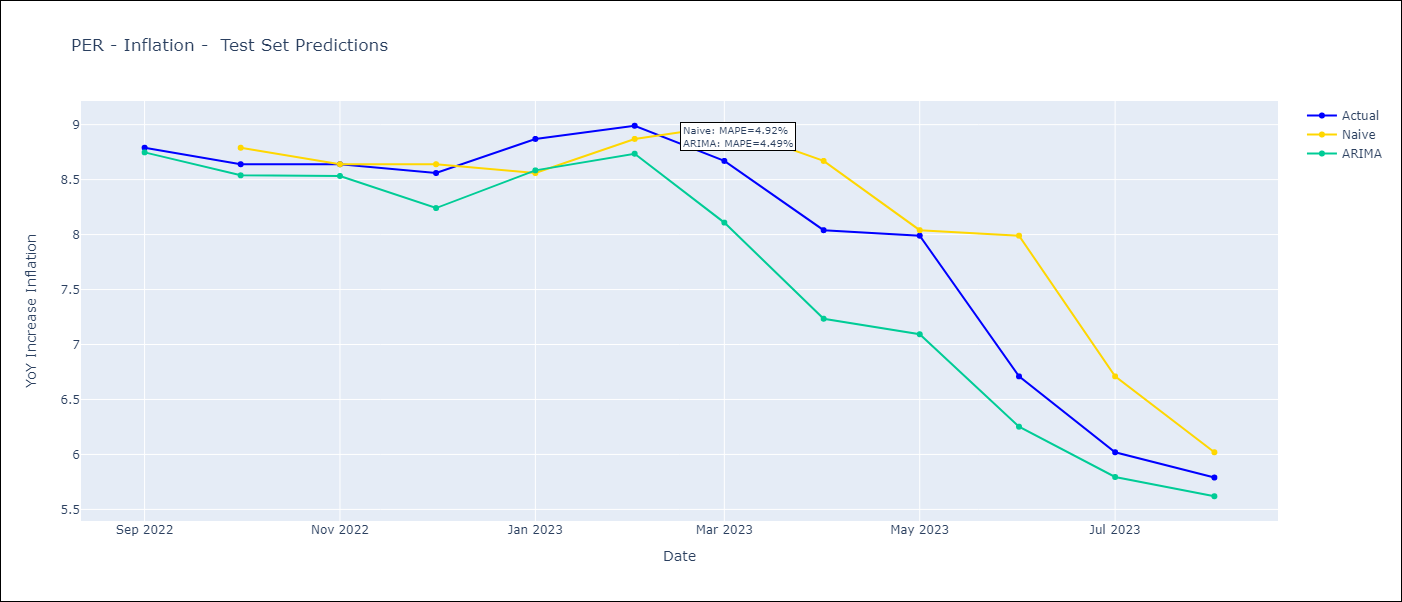 PER - Inflation -  Test Set Predictions
Actual
Naive
ARIMA
Naive: MAPE=4.92%
ARIMA: MAPE=4.49%
YoY Increase Inflation
9
8.5
8
7.5
7
6.5
6
5.5
Sep 2022
Nov 2022
Jan 2023
Mar 2023
May 2023
Jul 2023
Date